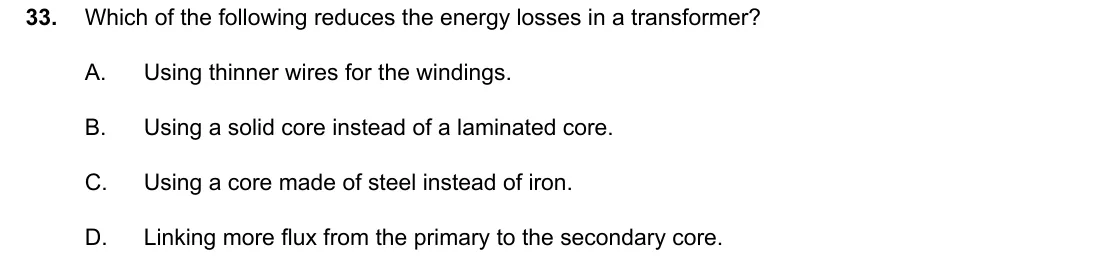 33. Which of the following reduces the energy losses in a transformer?
A. Using thinner wires for the windings.
B. Using a solid core instead of a laminated core.
C. Using a core made of steel instead of iron.
D. Linking more flux from the primary to the secondary core.